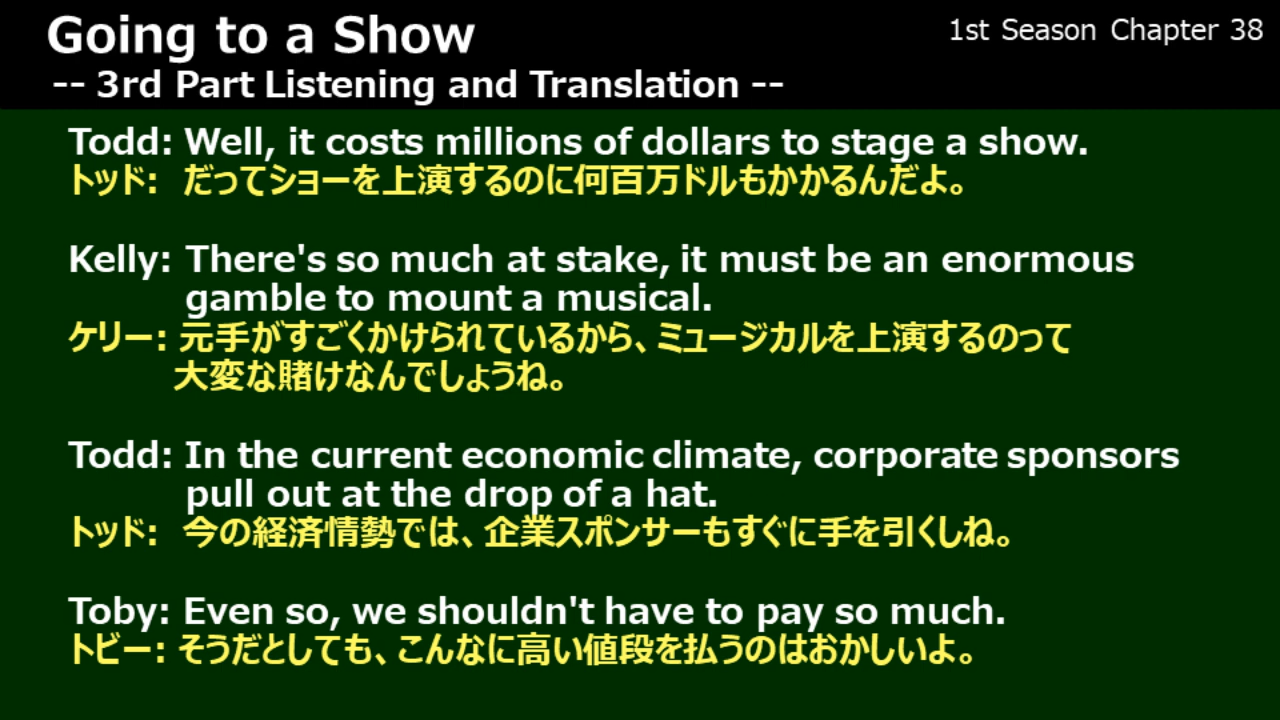 Going to a Show
1st Season Chapter 38
-- 3rd Part Listening and Translation --
Todd: Well, it costs millions of dollars to stage a show.
トッド: だってショーを上演するのに何百万ドルもかかるんだよ。
Kelly: There's so much at stake, it must be an enormous
gamble to mount a musical.
ケリー: 元手がすごくかけられているから、ミュージカルを上演するのって
大変な賭けなんでしょうね。
Todd: In the current economic climate, corporate sponsors
pull out at the drop of a hat.
トッド: 今の経済情勢では、企業スポンサーもすぐに手を引くしね。
Toby: Even so, we shouldn't have to pay so much.
トビー: そうだとしても、こんなに高い値段を払うのはおかしいよ。